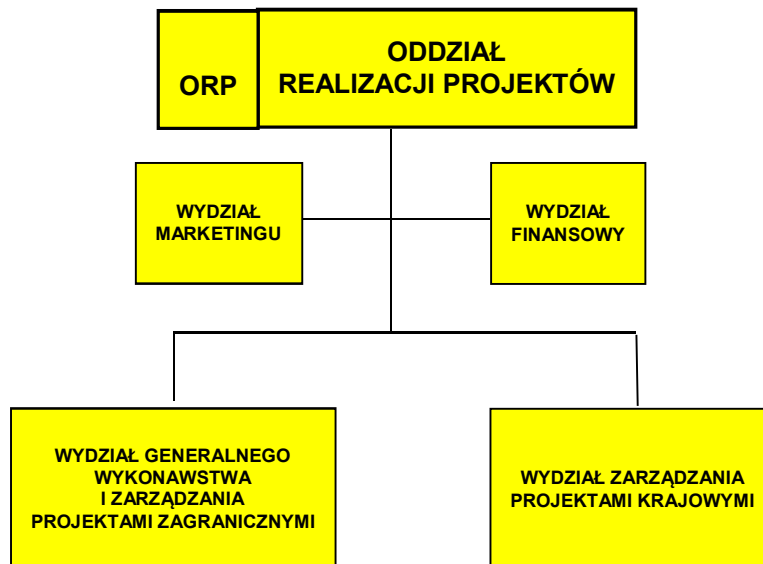 ORP
ODDZIAŁ
REALIZACJI PROJEKTÓW
WYDZIAŁ
MARKETINGU
WYDZIAŁ
FINANSOWY
WYDZIAŁ GENERALNEGO
WYKONAWSTWA
I ZARZĄDZANIA
PROJEKTAMI ZAGRANICZNYMI
WYDZIAŁ ZARZĄDZANIA
PROJEKTAMI KRAJOWYMI